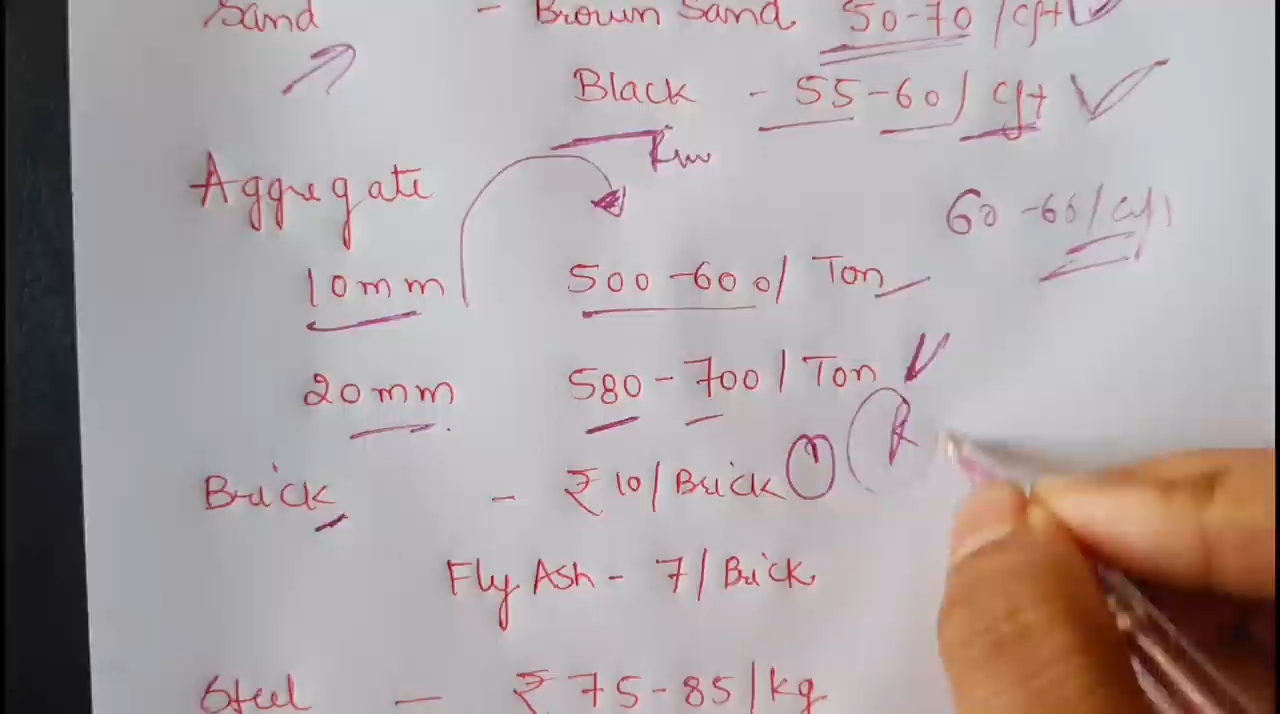 Sand - Brown Sand 50-70/cft
Black - 55-60/cft
Aggregate
60-66/cft
10mm 500-600/Ton
20mm 580-700/Ton
Brick - ₹10/Brick
Fly Ash - 7/Brick
Steel - ₹75-85/kg